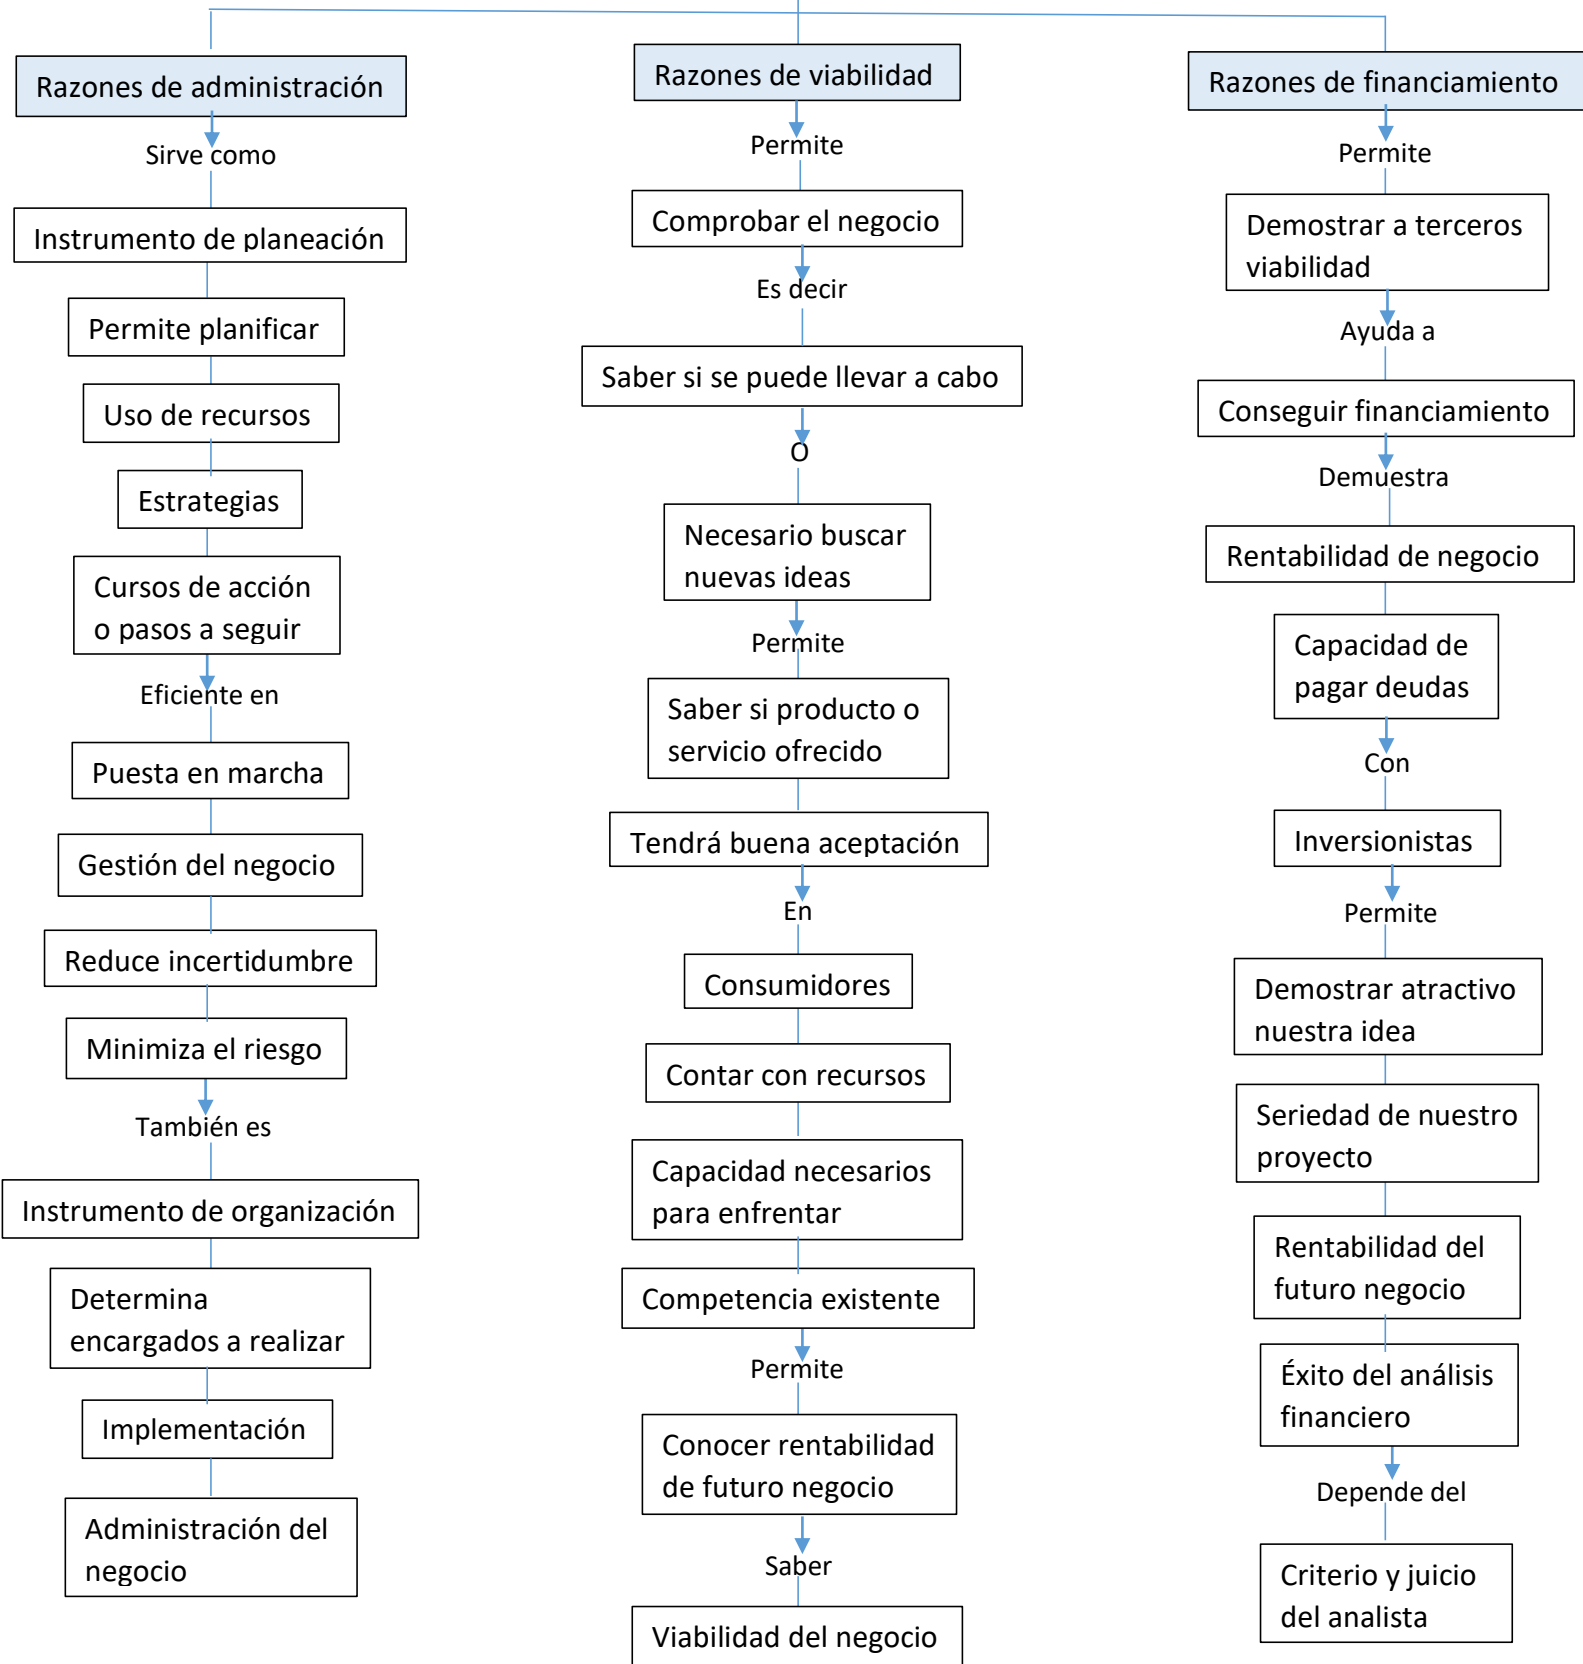 Razones de administración
Sirve como
Instrumento de planeación
Permite planificar
Uso de recursos
Estrategias
Cursos de acción
o pasos a seguir
Eficiente en
Puesta en marcha
Gestión del negocio
Reduce incertidumbre
Minimiza el riesgo
También es
Instrumento de organización
Determina
encargados a realizar
Implementación
Administración del
negocio
Razones de viabilidad
Permite
Comprobar el negocio
Es decir
Saber si se puede llevar a cabo
O
Necesario buscar
nuevas ideas
Permite
Saber si producto o
servicio ofrecido
Tendrá buena aceptación
En
Consumidores
Contar con recursos
Capacidad necesarios
para enfrentar
Competencia existente
Permite
Conocer rentabilidad
de futuro negocio
Saber
Viabilidad del negocio
Razones de financiamiento
Permite
Demostrar a terceros
viabilidad
Ayuda a
Conseguir financiamiento
Demuestra
Rentabilidad de negocio
Capacidad de
pagar deudas
Con
Inversionistas
Permite
Demostrar atractivo
nuestra idea
Seriedad de nuestro
proyecto
Rentabilidad del
futuro negocio
Éxito del análisis
financiero
Depende del
Criterio y juicio
del analista